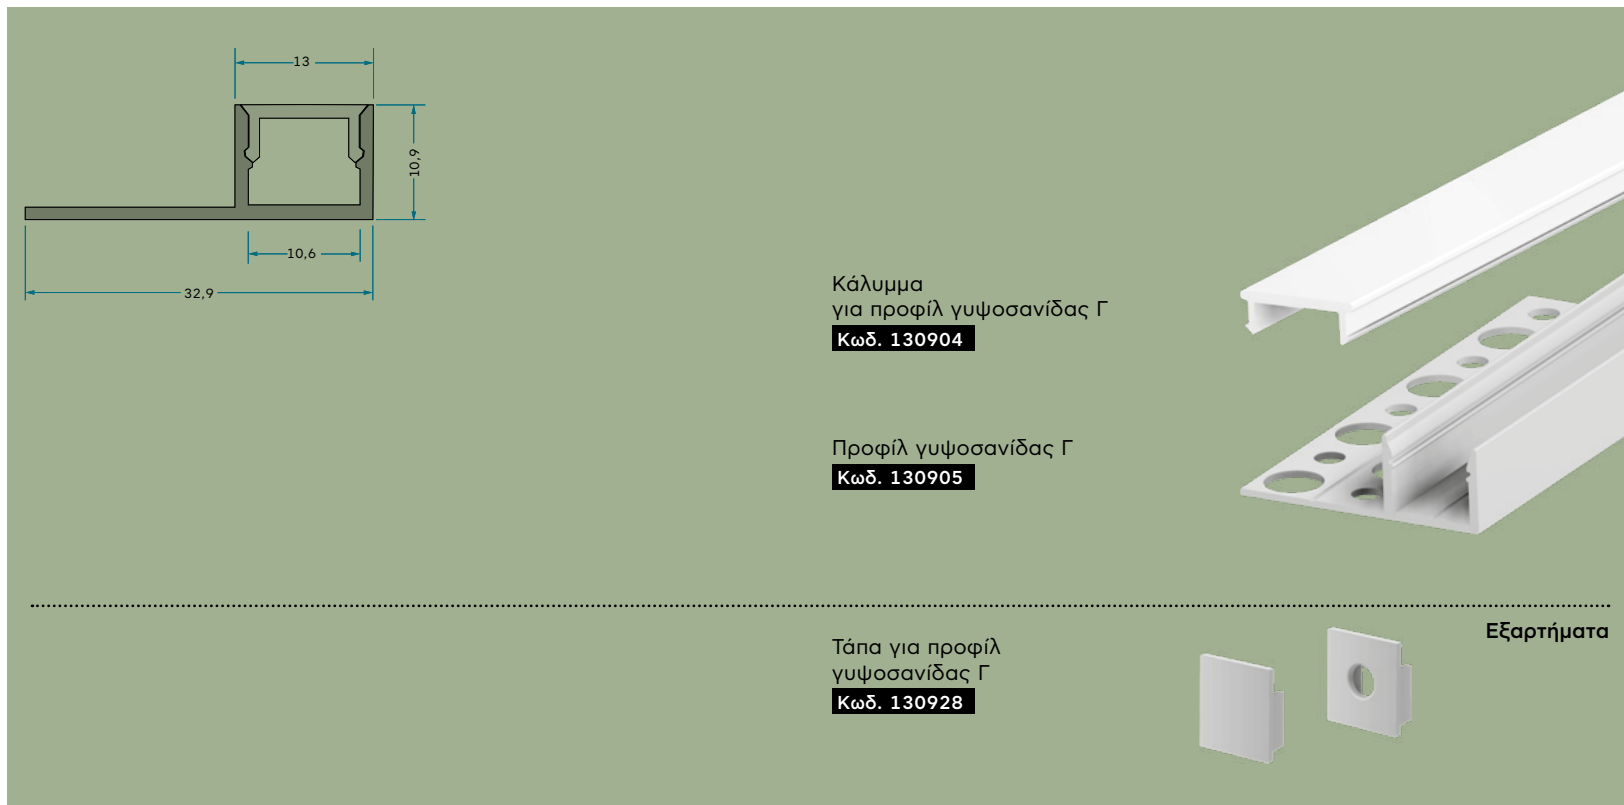 13
10,9
10,6
32,9
Κάλυμμα
για προφίλ γυψοσανίδας Γ
Κωδ. 130904
Προφίλ γυψοσανίδας Γ
Κωδ. 130905
Εξαρτήματα
Τάπα για προφίλ
γυψοσανίδας Γ
Κωδ. 130928